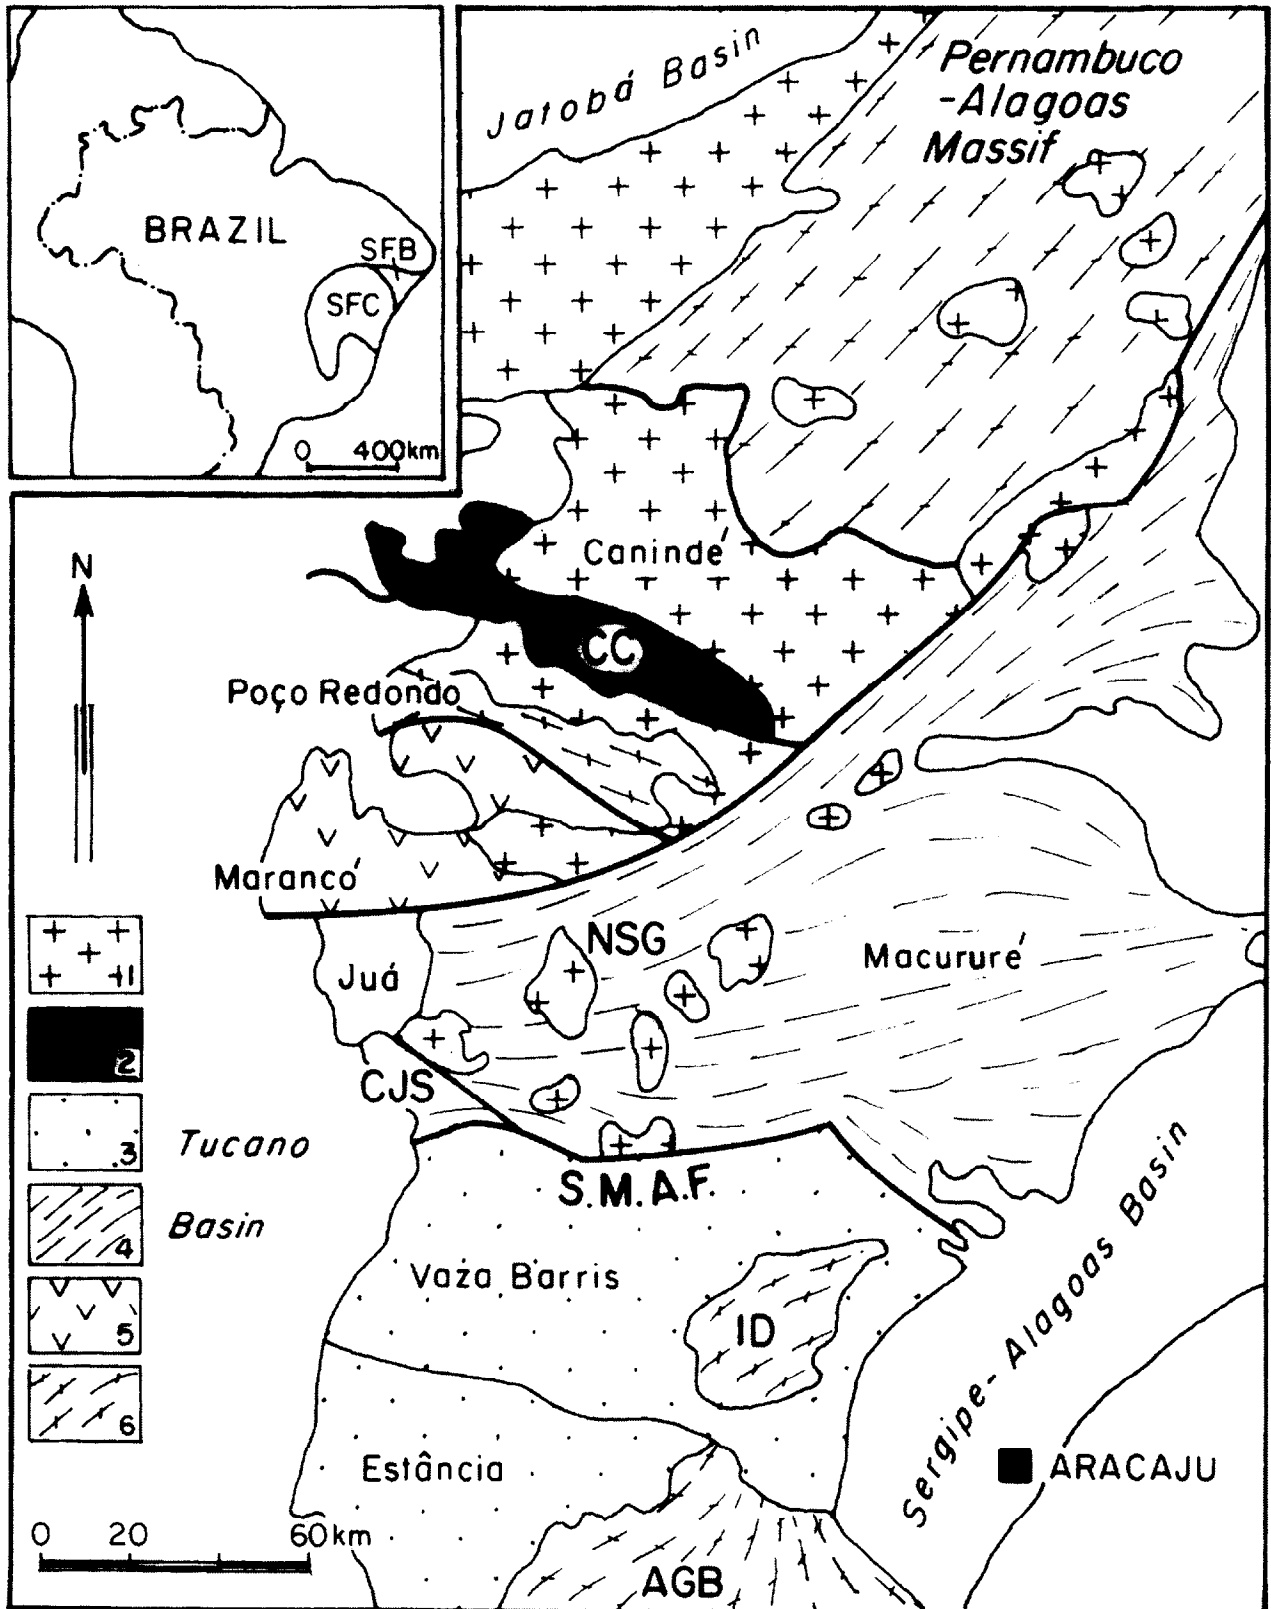 Jatobá Basin
Pernambuco
-Alagoas
Massif
BRAZIL
SFB
SFC
0 400km
Canindé
N
CC
Poço Redondo
Marancó
NSG
Macururé
Juá
CJS
1
2
3
4
5
6
Tucano
Basin
S.M.A.F.
Vaza Barris
ID
Sergipe-Alagoas Basin
Estância
ARACAJU
0 20 60km
AGB